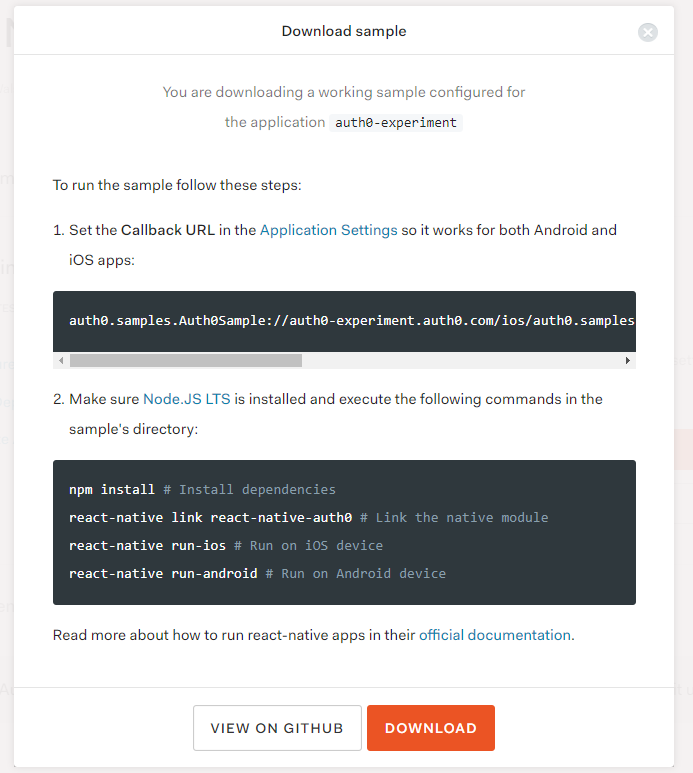 Download sample
You are downloading a working sample configured for
the application auth0-experiment
To run the sample follow these steps:
1. Set the Callback URL in the Application Settings so it works for both Android and
iOS apps:
auth0.samples.Auth0Sample://auth0-experiment.auth0.com/ios/auth0.samples
2. Make sure Node.JS LTS is installed and execute the following commands in the
sample's directory:
npm install # Install dependencies
react-native link react-native-auth0 # Link the native module
react-native run-ios # Run on iOS device
react-native run-android # Run on Android device
Read more about how to run react-native apps in their official documentation.
VIEW ON GITHUB
DOWNLOAD